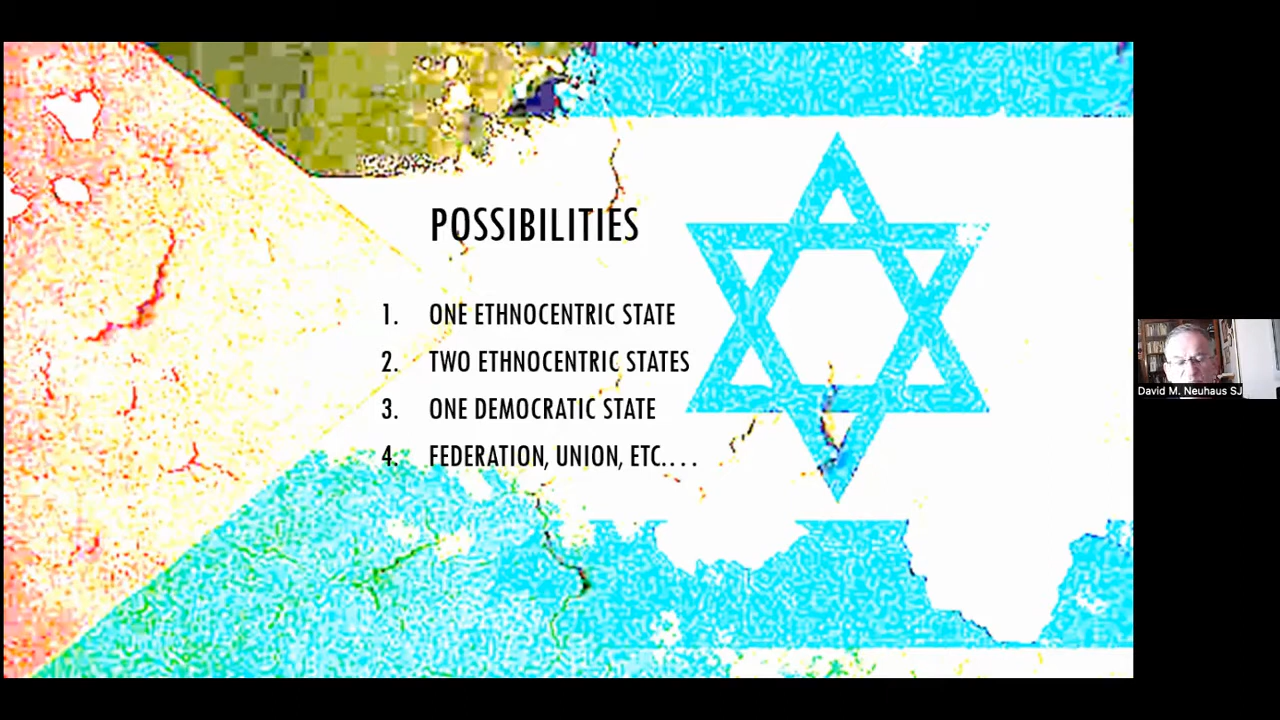 POSSIBILITIES
1. ONE ETHNOCENTRIC STATE
2. TWO ETHNOCENTRIC STATES
3. ONE DEMOCRATIC STATE
4. FEDERATION, UNION, ETC....
David M. Neuhaus SJ